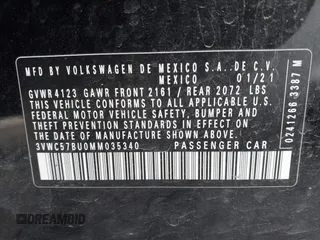 MFD BY VOLKSWAGEN DE MEXICO S.A. DE C.V.
MEXICO 01/21
GVWR 4123 GAWR FRONT 2161 / REAR 2072 LBS
THIS VEHICLE CONFORMS TO ALL APPLICABLE U.S.
FEDERAL MOTOR VEHICLE SAFETY, BUMPER AND
THEFT PREVENTION STANDARDS IN EFFECT ON THE
DATE OF MANUFACTURE SHOWN ABOVE
3VWC57BU0MM035340 PASSENGER CAR
0241266 3387 M
DREAMOID